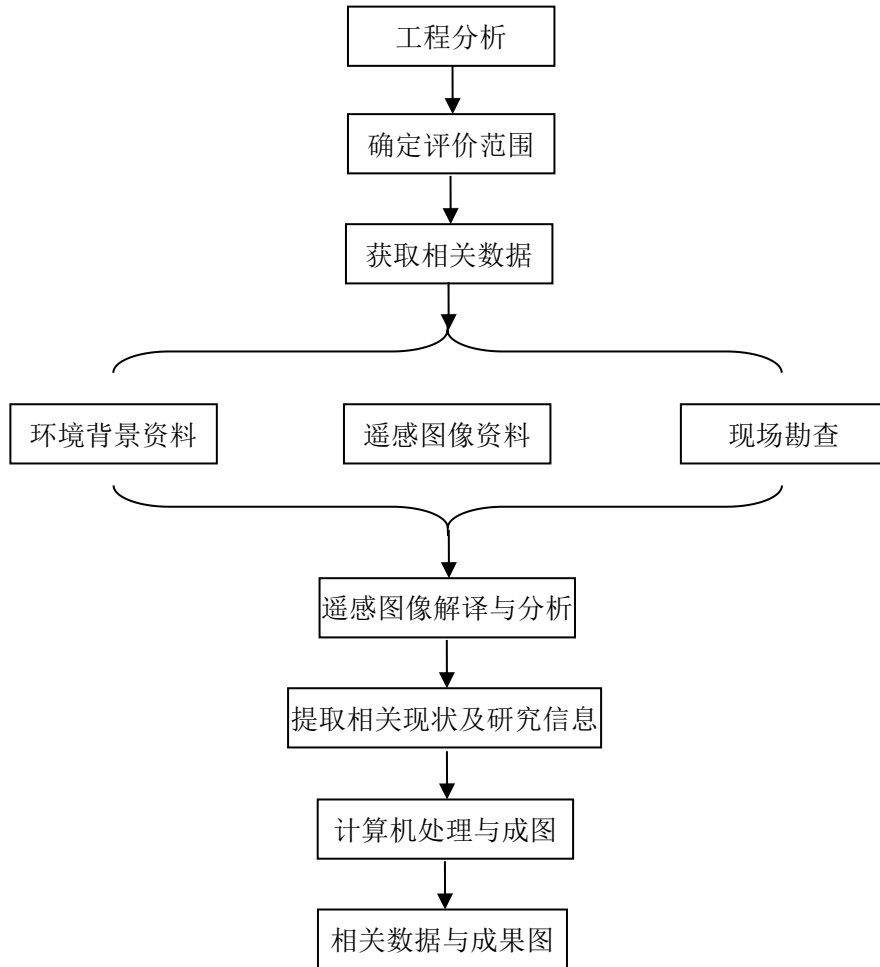 工程分析
确定评价范围
获取相关数据
环境背景资料
遥感图像资料
现场勘查
遥感图像解译与分析
提取相关现状及研究信息
计算机处理与成图
相关数据与成果图